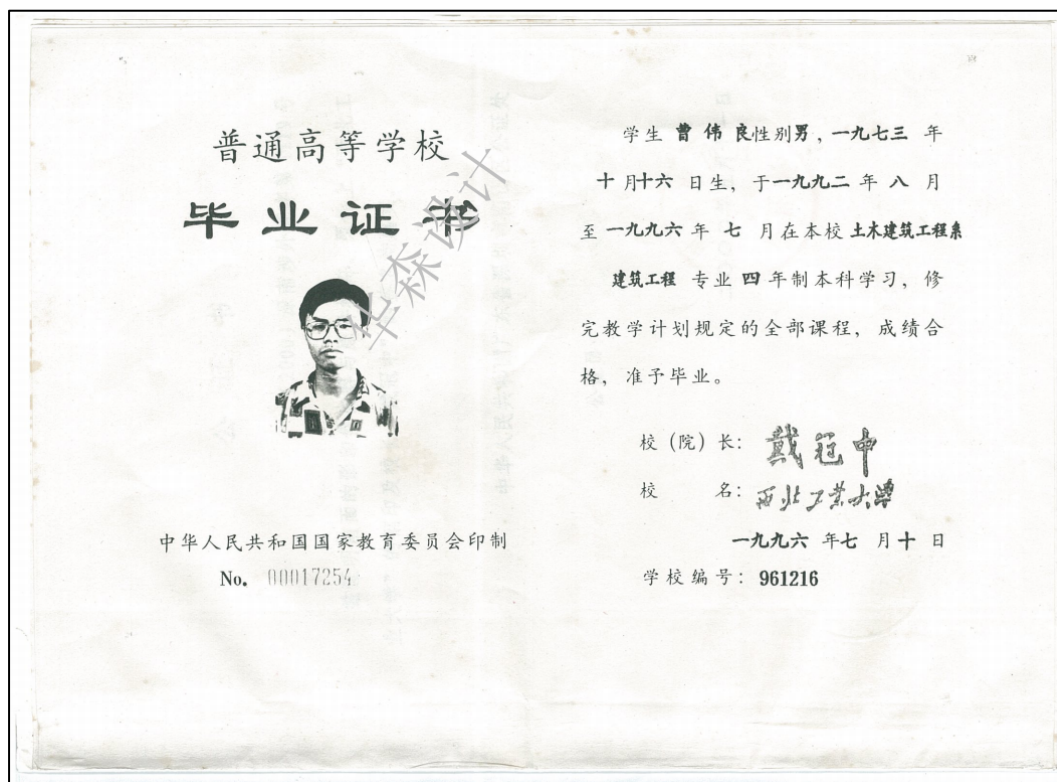 普通高等学校
毕业证书
华森设计
中华人民共和国国家教育委员会印制
No. 00017254
学生 曹伟良性别男，一九七三 年
十月十六 日生，于一九九二 年 八 月
至 一九九六 年 七 月在本校 土木建筑工程系
建筑工程 专业 四 年制本科学习，修
完教学计划规定的全部课程，成绩合
格，准予毕业。
校（院）长：
校 名：西北工业大学
一九九六 年七 月十 日
学校编号：961216